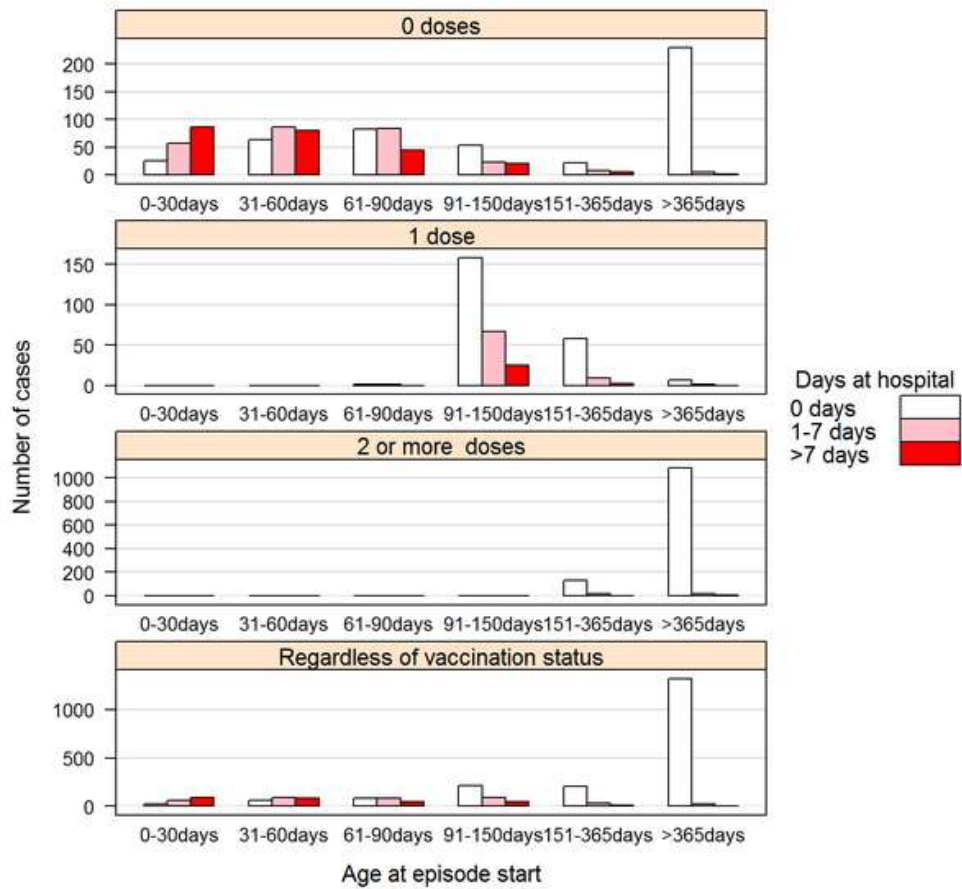 0 doses
200
150
100
50
0
0-30days 31-60days 61-90days 91-150days 151-365days >365days
1 dose
150
100
50
0
0-30days 31-60days 61-90days 91-150days 151-365days >365days
Number of cases
Days at hospital
0 days
1-7 days
>7 days
2 or more doses
1000
800
600
400
200
0
0-30days 31-60days 61-90days 91-150days 151-365days >365days
Regardless of vaccination status
1000
500
0
0-30days 31-60days 61-90days 91-150days 151-365days >365days
Age at episode start